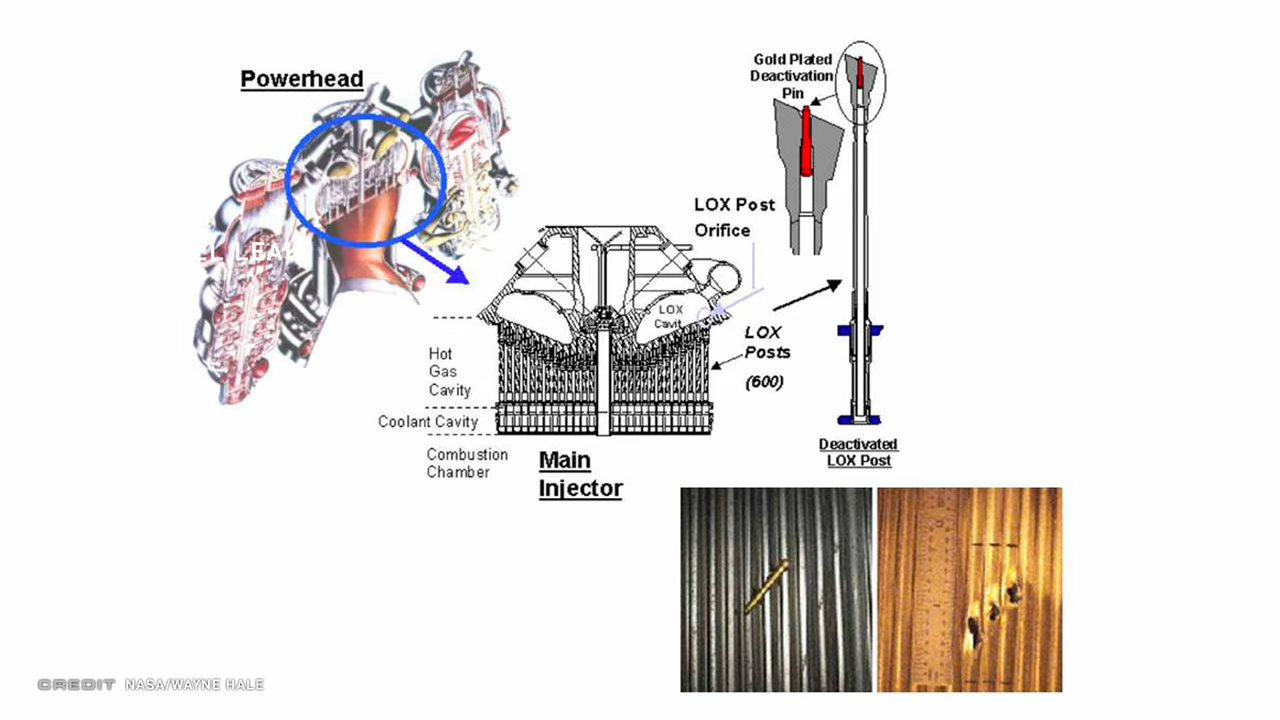 Powerhead
Gold Plated
Deactivation
Pin
LOX Post
Orifice
LOX
LOX
Posts
(600)
Hot
Gas
Cavity
Coolant Cavity
Combustion
Chamber
Main
Injector
Deactivated
LOX Post
CREDIT NASA/WAYNE HALE